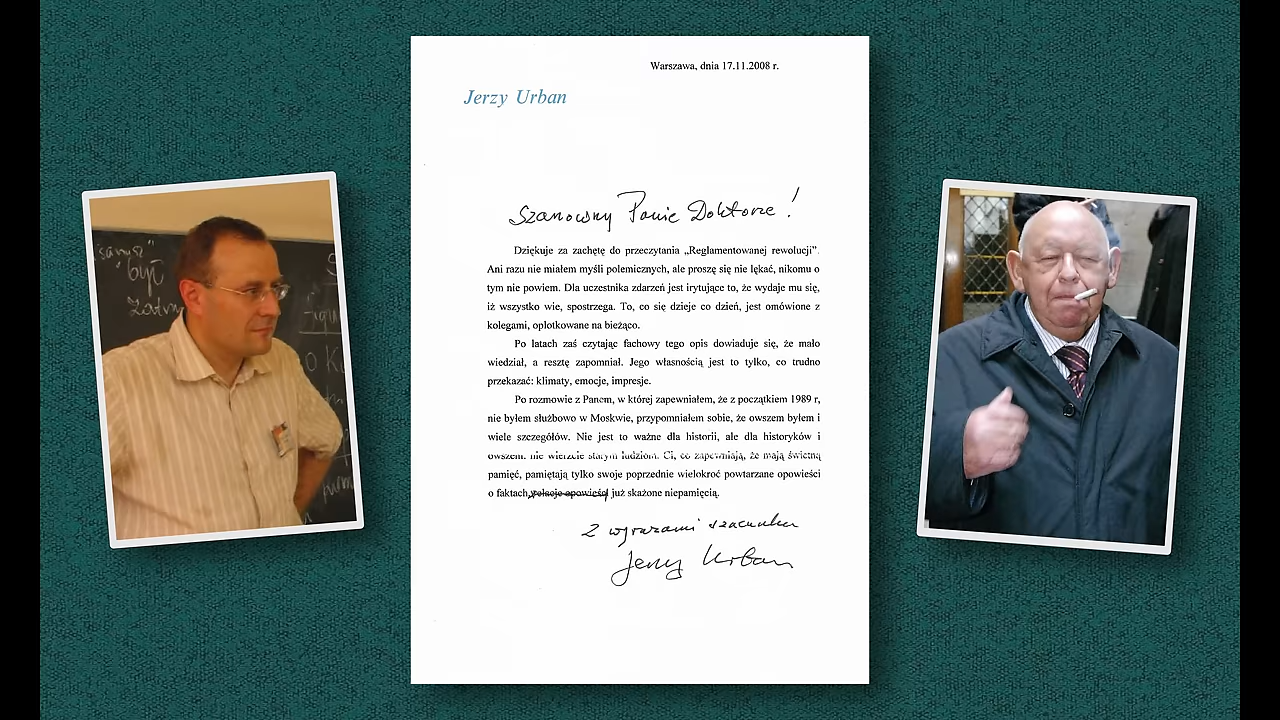 Warszawa, dnia 17.11.2008 r.
Jerzy Urban
Szanowny Panie Doktorze!
Dziękuje za zachętę do przeczytania „Reglamentowanej rewolucji”.
Ani razu nie miałem myśli polemicznych, ale proszę się nie lękać, nikomu o
tym nie powiem. Dla uczestnika zdarzeń jest irytujące to, że wydaje mu się,
iż wszystko wie, spostrzega. To, co się dzieje co dzień, jest omówione z
kolegami, oplotkowane na bieżąco.
Po latach zaś czytając fachowy tego opis dowiaduje się, że mało
wiedział, a resztę zapomniał. Jego własnością jest to tylko, co trudno
przekazać: klimaty, emocje, impresje.
Po rozmowie z Panem, w której zapewniałem, że z początkiem 1989 r,
nie byłem służbowo w Moskwie, przypomniałem sobie, że owszem byłem i
wiele szczegółów. Nie jest to ważne dla historii, ale dla historyków i
owszem. nie wierzcie starym ludziom. Ci, co zapewniają, że mają świetną
pamięć, pamiętają tylko swoje poprzednie wielokroć powtarzane opowieści
o faktach, już skażone niepamięcią.
Z wyrazami szacunku
Jerzy Urban
być